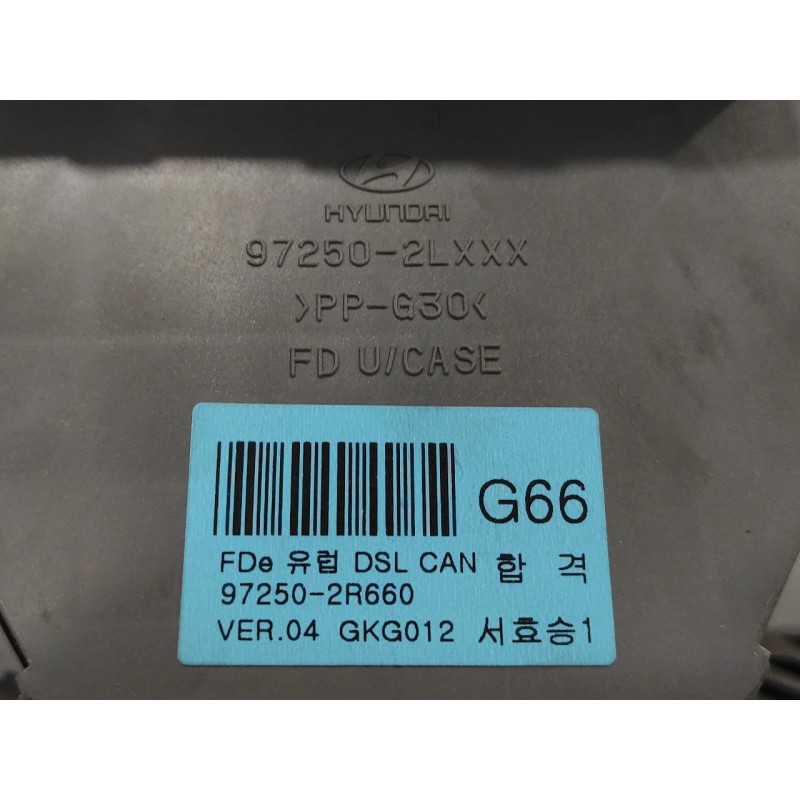 HYUNDAI
97250-2LXXX
>PP-G30<
FD U/CASE
G66
FDe 유럽 DSL CAN 합 격
97250-2R660
VER.04 GKG012 서효승1